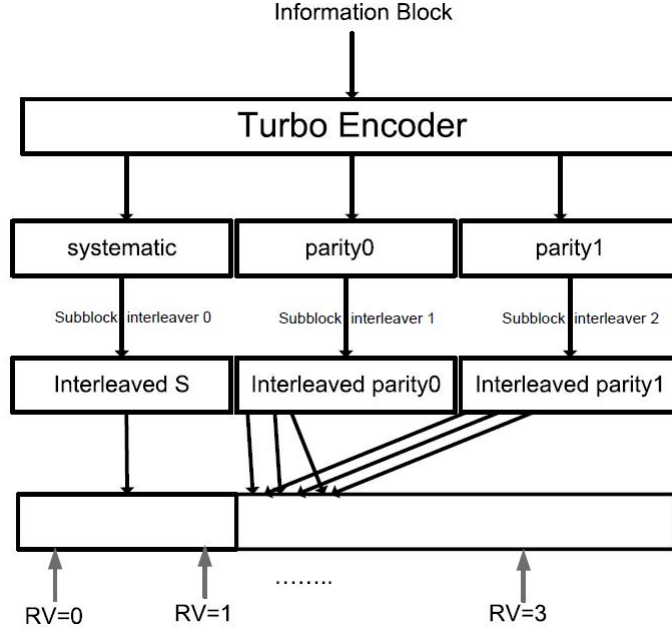 Information Block
Turbo Encoder
systematic parity0 parity1
Subblock interleaver 0 Subblock interleaver 1 Subblock interleaver 2
Interleaved S Interleaved parity0 Interleaved parity1
........
RV=0 RV=1 RV=3